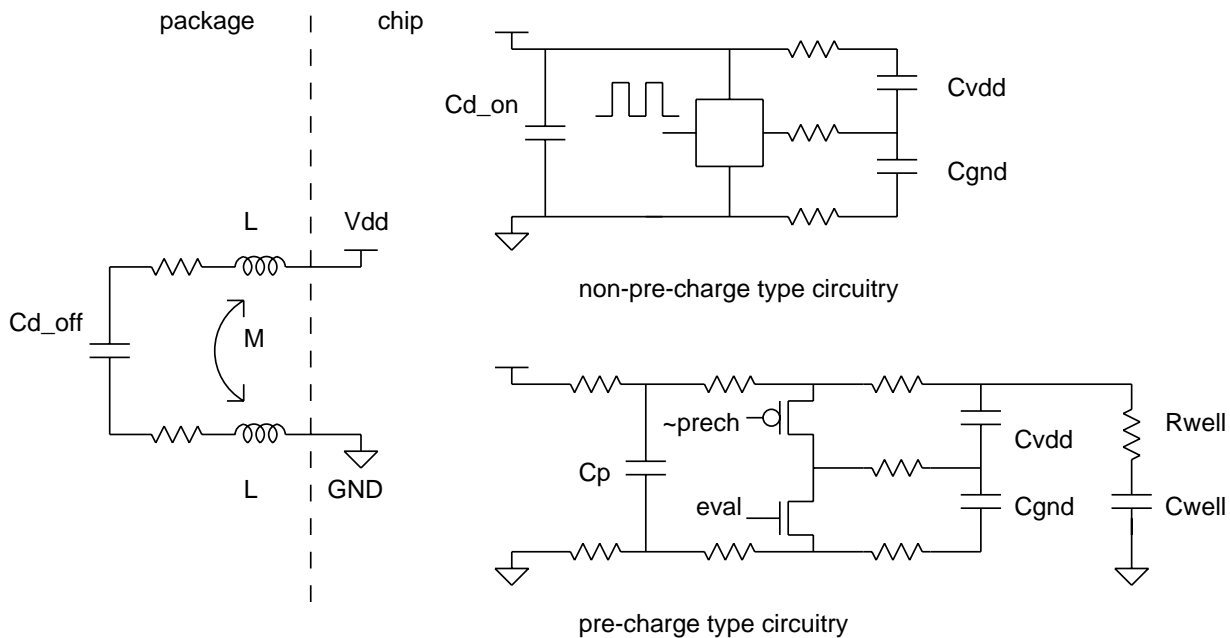 package
chip
Cd_on
Cvdd
Cgnd
L
Vdd
non-pre-charge type circuitry
Cd_off
M
~prech
Rwell
Cvdd
Cp
eval
Cgnd
Cwell
L
GND
pre-charge type circuitry